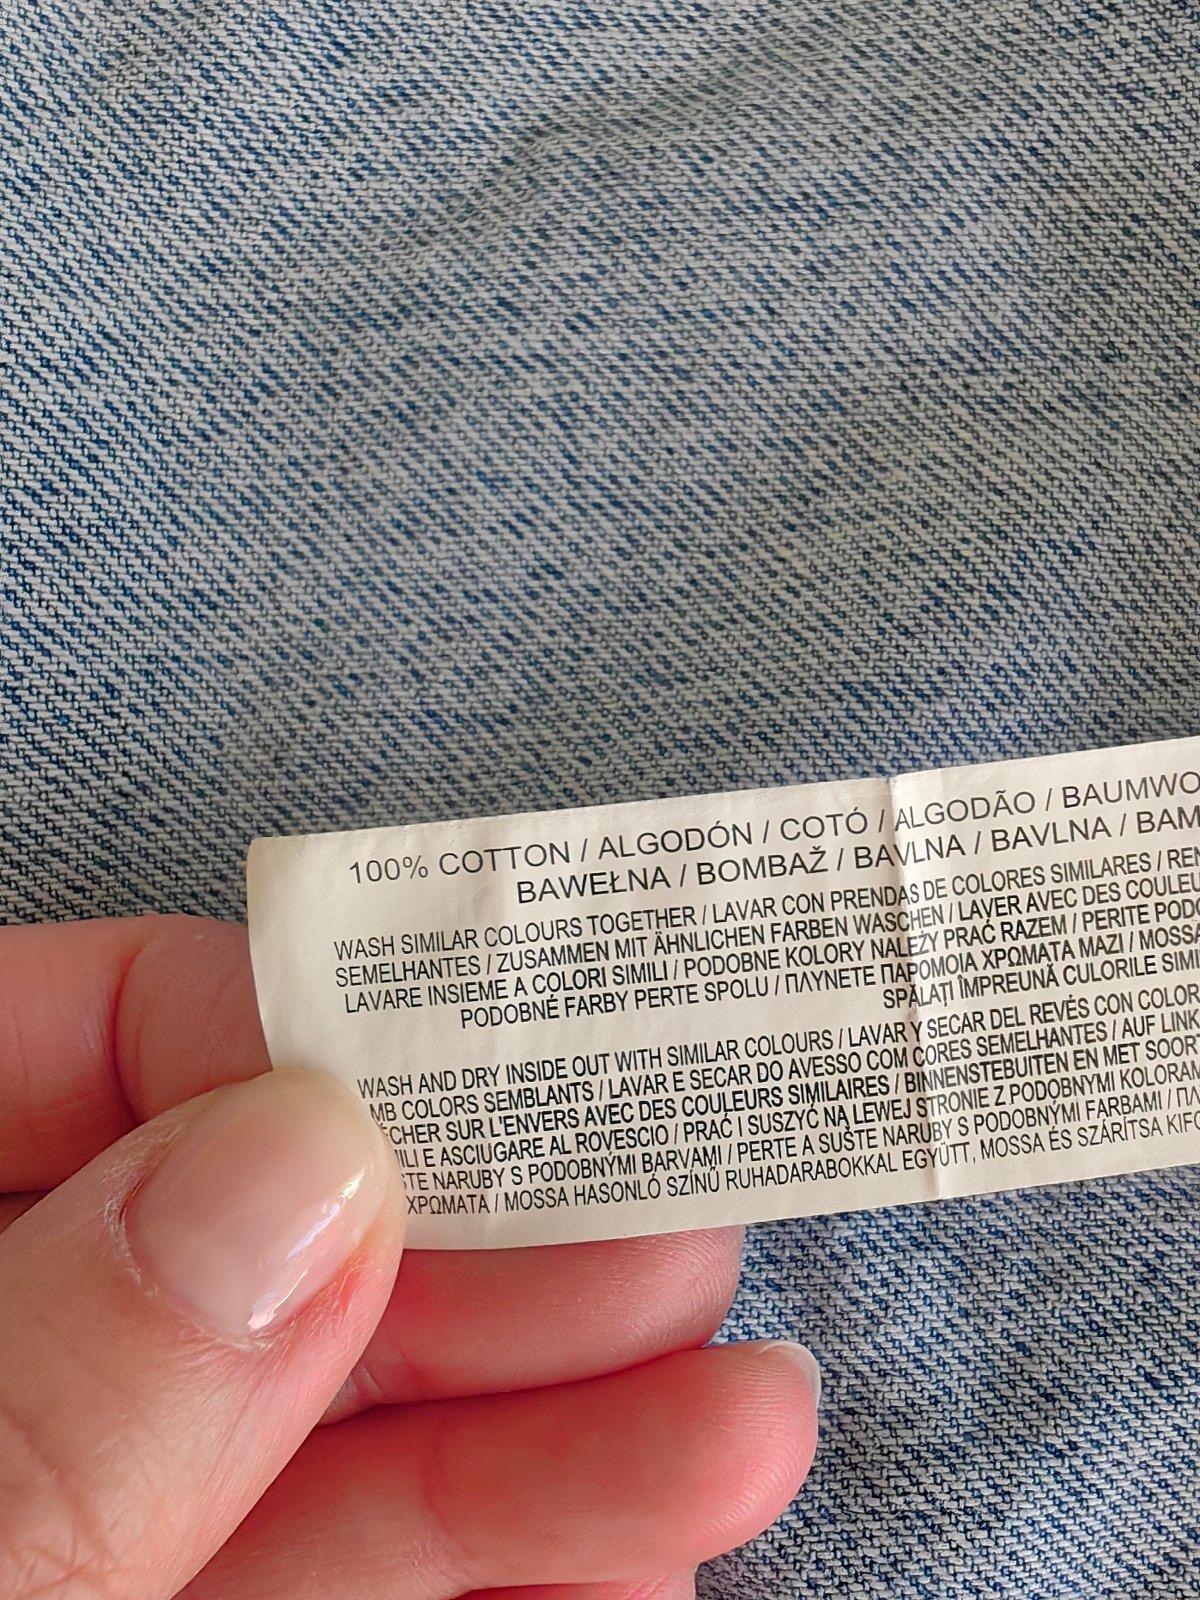 100% COTTON / ALGODÓN / COTÓ / ALGODÃO / BAUMWO
BAWEŁNA / BOMBAŽ / BAVLNA / BAVLNA / BAM
WASH SIMILAR COLOURS TOGETHER / LAVAR CON PRENDAS DE COLORES SIMILARES / REN
SEMELHANTES / ZUSAMMEN MIT ÄHNLICHEN FARBEN WASCHEN / LAVER AVEC DES COULEU
LAVARE INSIEME A COLORI SIMILI / PODOBNE KOLORY NALEŻY PRAĆ RAZEM / PERITE PODO
PODOBNÉ FARBY PERTE SPOLU / ΠΛΥΝΕΤΕ ΠΑΡΟΜΟΙΑ ΧΡΩΜΑΤΑ ΜΑΖΙ / MOSSA
SPĂLAȚI ÎMPREUNĂ CULORILE SIMI
WASH AND DRY INSIDE OUT WITH SIMILAR COLOURS / LAVAR Y SECAR DEL REVÉS CON COLOR
MB COLORS SEMBLANTS / LAVAR E SECAR DO AVESSO COM CORES SEMELHANTES / AUF LINK
ÉCHER SUR L'ENVERS AVEC DES COULEURS SIMILAIRES / BINNENSTEBUITEN EN MET SOORT
ILI E ASCIUGARE AL ROVESCIO / PRAĆ I SUSZYĆ NA LEWEJ STRONIE Z PODOBNYMI KOLORAM
STE NARUBY S PODOBNÝMI BARVAMI / PERTE A SUŠTE NARUBY S PODOBNÝMI FARBAMI / ΠΛ
ΧΡΩΜΑΤΑ / MOSSA HASONLÓ SZÍNŰ RUHADARABOKKAL EGYÜTT, MOSSA ÉS SZÁRÍTSA KIFO